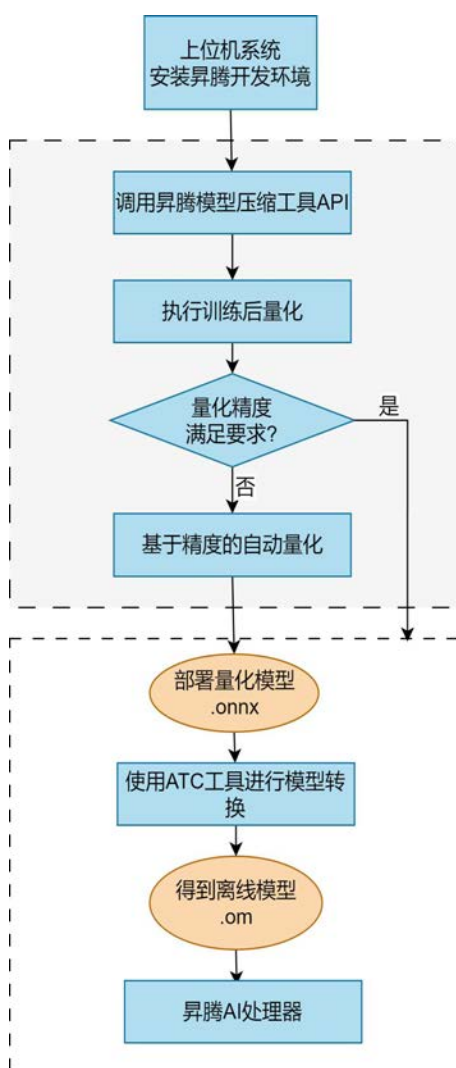 上位机系统
安装昇腾开发环境
调用昇腾模型压缩工具API
执行训练后量化
量化精度
满足要求?
是
否
基于精度的自动量化
部署量化模型
.onnx
使用ATC工具进行模型转
换
得到离线模型
.om
昇腾AI处理器